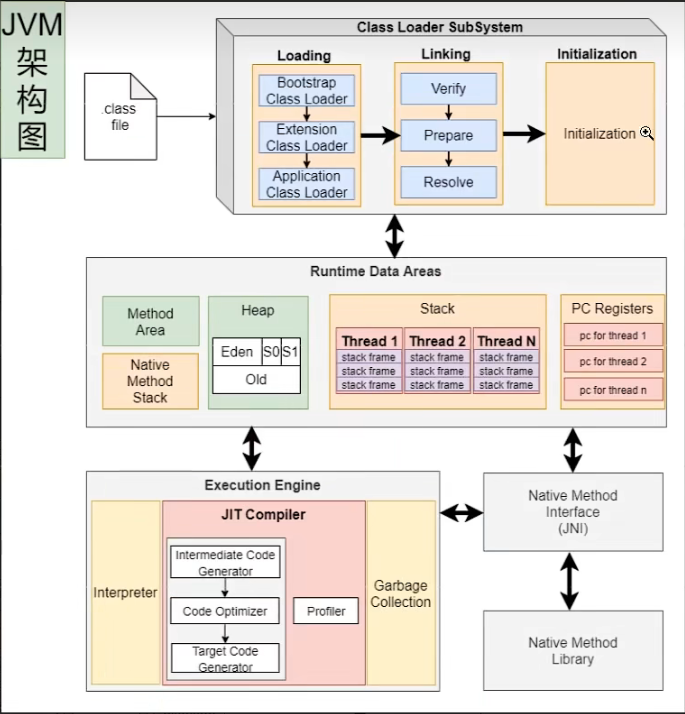 JVM
架
构
图
.class
file
Class Loader SubSystem
Loading
Bootstrap
Class Loader
Extension
Class Loader
Application
Class Loader
Linking
Verify
Prepare
Resolve
Initialization
Initialization
Runtime Data Areas
Method
Area
Native
Method
Stack
Heap
Eden S0 S1
Old
Stack
Thread 1 Thread 2 Thread N
stack frame stack frame stack frame
stack frame stack frame stack frame
stack frame stack frame stack frame
PC Registers
pc for thread 1
pc for thread 2
pc for thread n
Execution Engine
Interpreter
JIT Compiler
Intermediate Code
Generator
Code Optimizer
Target Code
Generator
Profiler
Garbage
Collection
Native Method
Interface
(JNI)
Native Method
Library